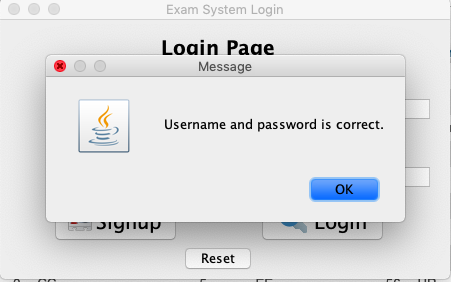 Exam System Login
Login Page
Message
Username and password is correct.
OK
Signup
Login
Reset